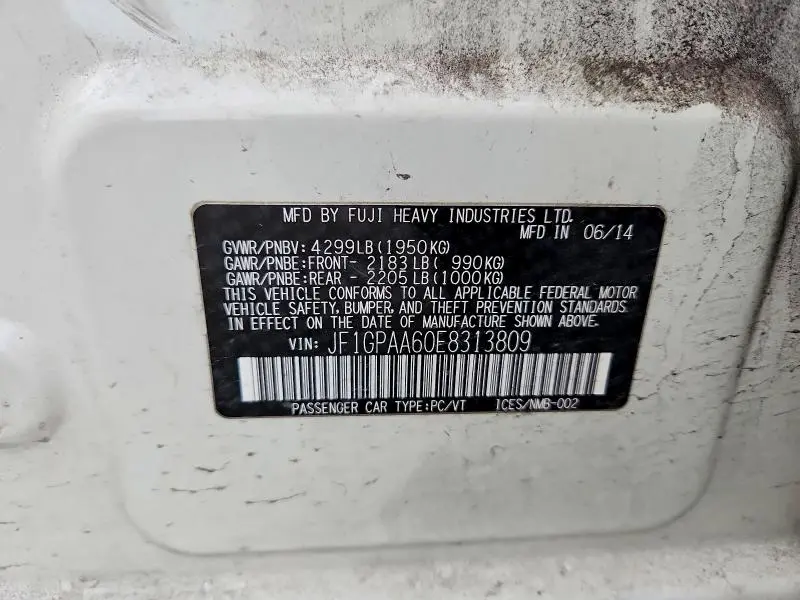 MFD BY FUJI HEAVY INDUSTRIES LTD.
MFD IN 06/14
GVWR/PNBV: 4299LB(1950KG)
GAWR/PNBE:FRONT- 2183LB( 990KG)
GAWR/PNBE:REAR - 2205LB(1000KG)
THIS VEHICLE CONFORMS TO ALL APPLICABLE FEDERAL MOTOR
VEHICLE SAFETY, BUMPER, AND THEFT PREVENTION STANDARDS
IN EFFECT ON THE DATE OF MANUFACTURE SHOWN ABOVE.
VIN: JF1GPAA60E8313809
PASSENGER CAR TYPE:PC/VT ICES/NMB-002